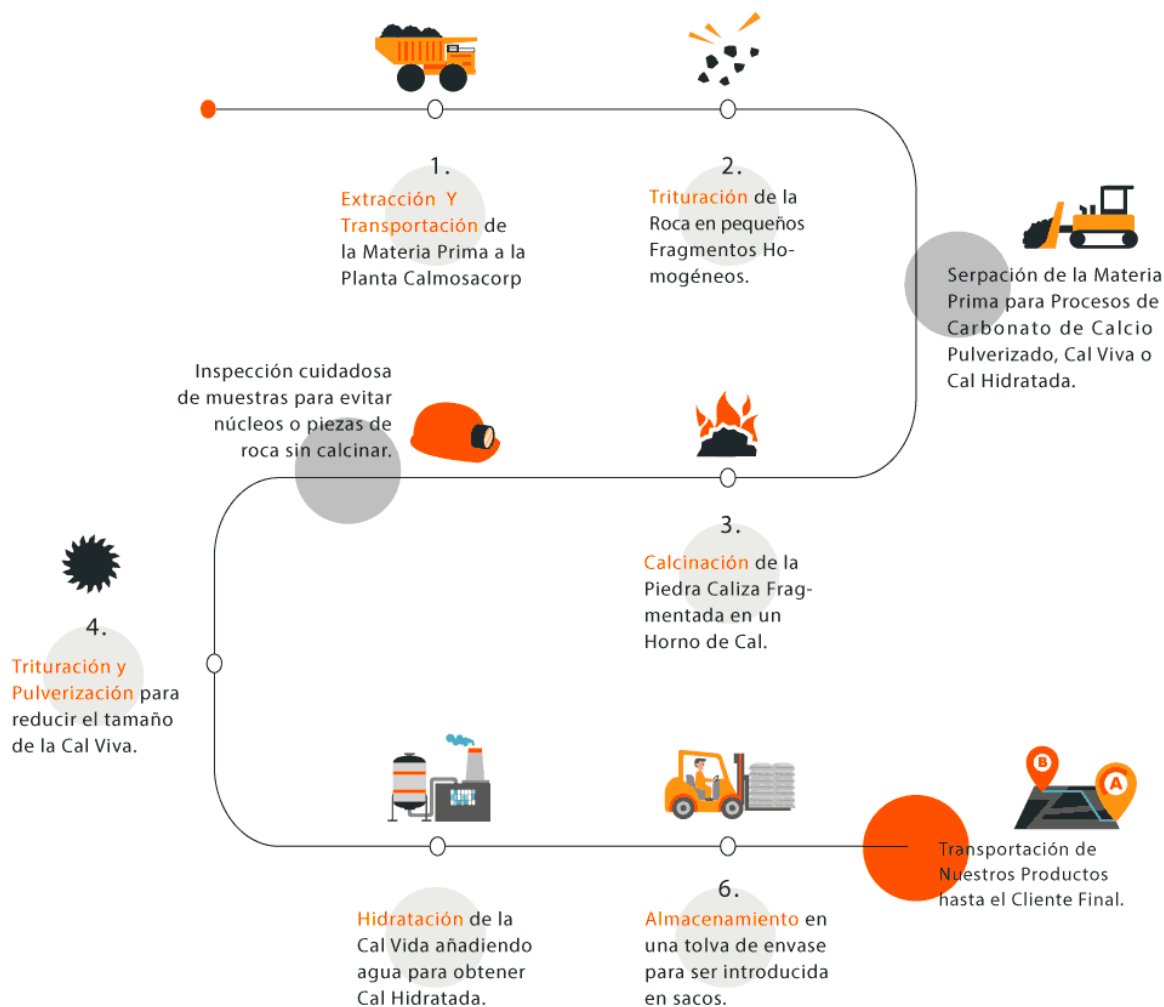 1.
Extracción Y
Transportación de
la Materia Prima a la
Planta Calmosacorp
2.
Trituración de la
Roca en pequeños
Fragmentos Ho-
mogéneos.
Serpación de la Materia
Prima para Procesos de
Carbonato de Calcio
Pulverizado, Cal Viva o
Cal Hidratada.
3.
Calcinación de la
Piedra Caliza Frag-
mentada en un
Horno de Cal.
Inspección cuidadosa
de muestras para evitar
núcleos o piezas de
roca sin calcinar.
4.
Trituración y
Pulverización para
reducir el tamaño
de la Cal Viva.
Hidratación de la
Cal Vida añadiendo
agua para obtener
Cal Hidratada.
6.
Almacenamiento en
una tolva de envase
para ser introducida
en sacos.
B
A
Transportación de
Nuestros Productos
hasta el Cliente Final.